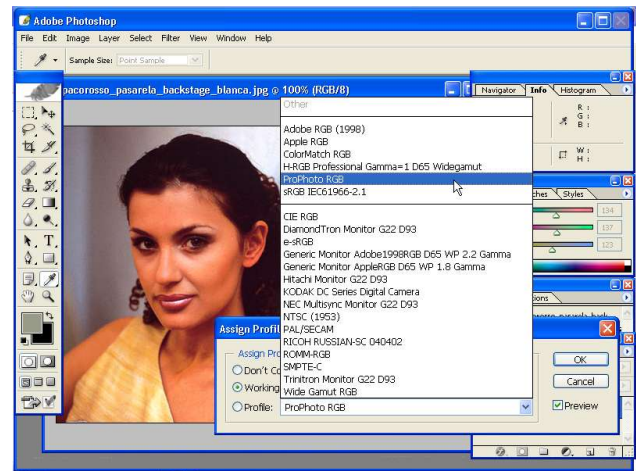 Adobe Photoshop
File Edit Image Layer Select Filter View Window Help
Sample Size: Point Sample
pacorosso_pasarela_backstage_blanca.jpg @ 100% (RGB/8)
Navigator Info Histogram
R :
G :
B :
W :
H :
Other
Adobe RGB (1998)
Apple RGB
ColorMatch RGB
H-RGB Professional Gamma=1 D65 Widegamut
ProPhoto RGB
sRGB IEC61966-2.1
CIE RGB
DiamondTron Monitor G22 D93
e-sRGB
Generic Monitor Adobe1998RGB D65 WP 2.2 Gamma
Generic Monitor AppleRGB D65 WP 1.8 Gamma
Hitachi Monitor G22 D93
KODAK DC Series Digital Camera
NEC Multisync Monitor G22 D93
NTSC (1953)
PAL/SECAM
RICOH RUSSIAN-SC 040402
ROMM-RGB
SMPTE-C
Trinitron Monitor G22 D93
Wide Gamut RGB
ches Styles
134
137
123
ions
Assign Profil
Assign Pro
Don't Co
Working
Profile: ProPhoto RGB
OK
Cancel
Preview